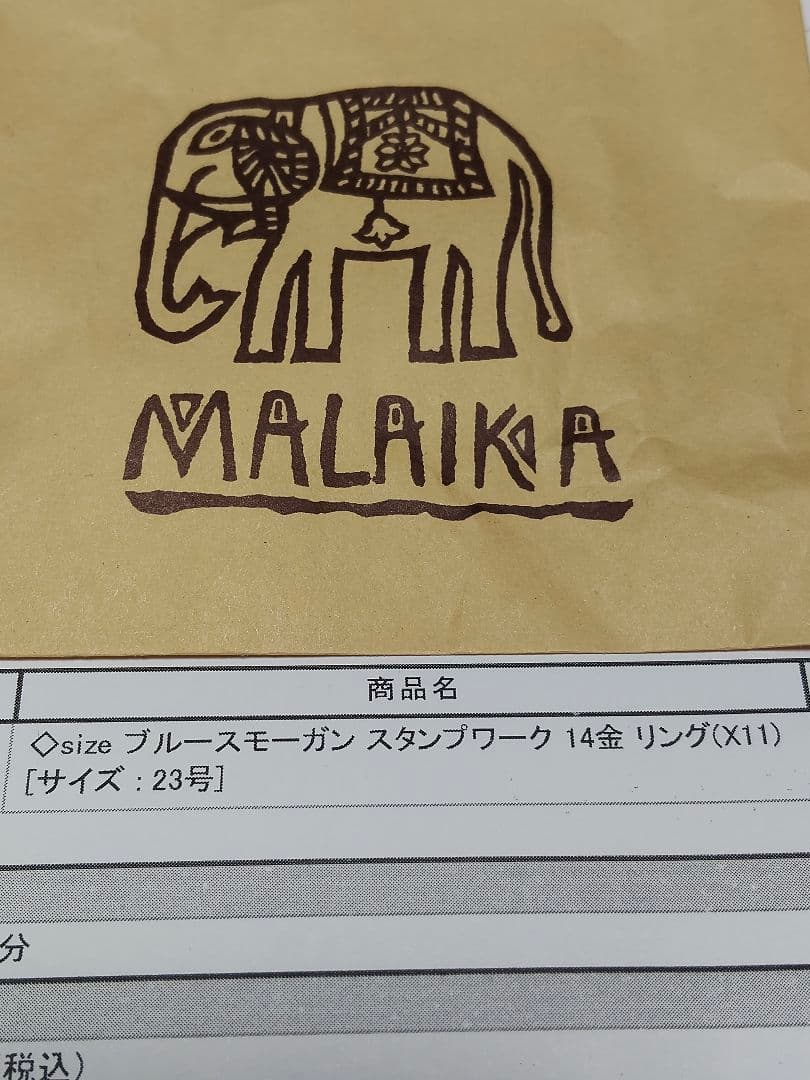 MALAIKA
商品名
◇size ブルースモーガン スタンプワーク 14金 リング(X11)
[サイズ : 23号]
分
税込)